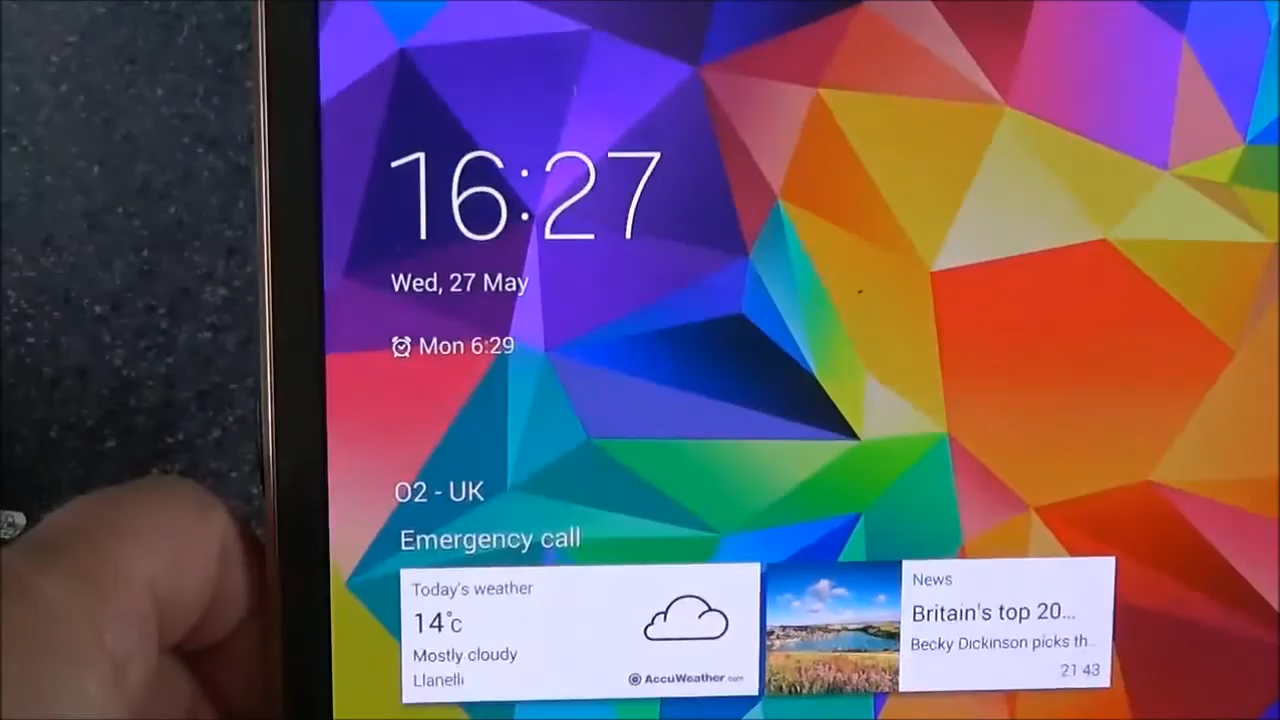 16:27
Wed, 27 May
Mon 6:29
O2 - UK
Emergency call
Today's weather
14°c
Mostly cloudy
Llanelli
AccuWeather.com
News
Britain's top 20...
Becky Dickinson picks th..
21 43